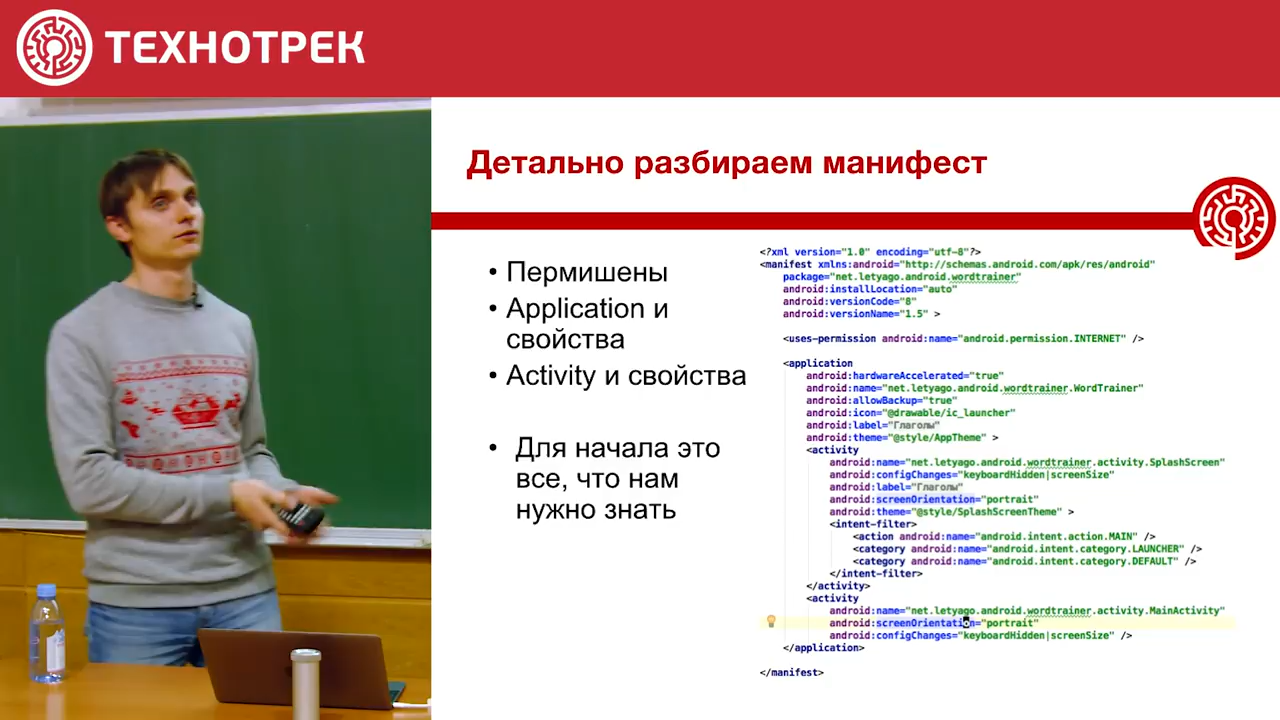 ТЕХНОТРЕК
Детально разбираем манифест
• Пермишены
• Application и
свойства
• Activity и свойства
• Для начала это
все, что нам
нужно знать
<?xml version="1.0" encoding="utf-8"?>
<manifest xmlns:android="http://schemas.android.com/apk/res/android"
package="net.letyago.android.wordtrainer"
android:installLocation="auto"
android:versionCode="8"
android:versionName="1.5" >
<uses-permission android:name="android.permission.INTERNET" />
<application
android:hardwareAccelerated="true"
android:name="net.letyago.android.wordtrainer.WordTrainer"
android:allowBackup="true"
android:icon="@drawable/ic_launcher"
android:label="Глаголы"
android:theme="@style/AppTheme" >
<activity
android:name="net.letyago.android.wordtrainer.activity.SplashScreen"
android:configChanges="keyboardHidden|screenSize"
android:label="Глаголы"
android:screenOrientation="portrait"
android:theme="@style/SplashScreenTheme" >
<intent-filter>
<action android:name="android.intent.action.MAIN" />
<category android:name="android.intent.category.LAUNCHER" />
<category android:name="android.intent.category.DEFAULT" />
</intent-filter>
</activity>
<activity
android:name="net.letyago.android.wordtrainer.activity.MainActivity"
android:screenOrientation="portrait"
android:configChanges="keyboardHidden|screenSize" />
</application>
</manifest>